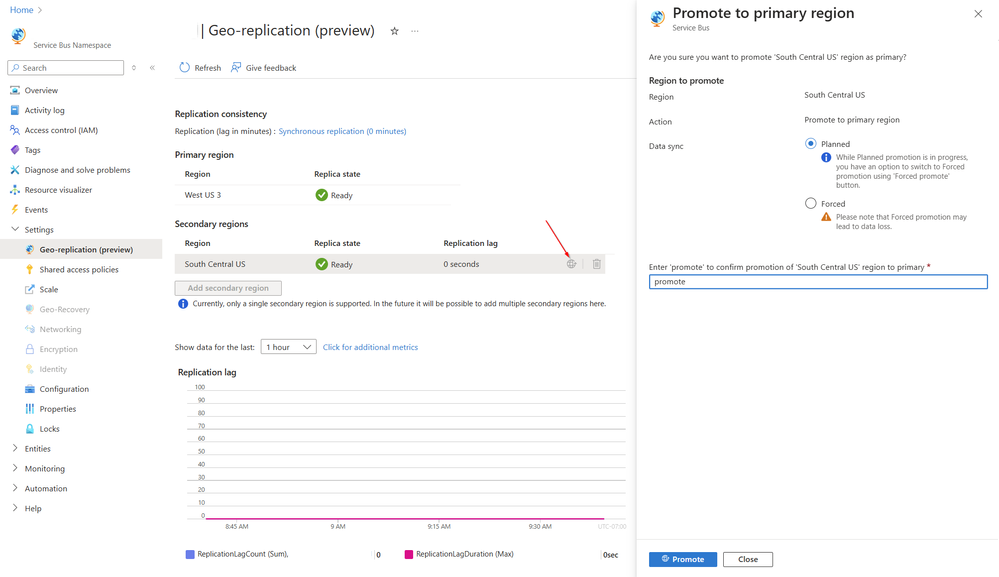 Home
| Geo-replication (preview)
Service Bus Namespace
Search
Refresh
Give feedback
Overview
Activity log
Access control (IAM)
Tags
Diagnose and solve problems
Resource visualizer
Events
Settings
Geo-replication (preview)
Shared access policies
Scale
Geo-Recovery
Networking
Encryption
Identity
Configuration
Properties
Locks
Entities
Monitoring
Automation
Help
Replication consistency
Replication (lag in minutes) : Synchronous replication (0 minutes)
Primary region
Region Replica state
West US 3 Ready
Secondary regions
Region Replica state Replication lag
South Central US Ready 0 seconds
Add secondary region
Currently, only a single secondary region is supported. In the future it will be possible to add multiple secondary regions here.
Show data for the last: 1 hour Click for additional metrics
Replication lag
100
90
80
70
60
50
40
30
20
10
0
8:45 AM 9 AM 9:15 AM 9:30 AM UTC-07:00
ReplicationLagCount (Sum), 0 ReplicationLagDuration (Max) 0sec
Promote to primary region
Service Bus
Are you sure you want to promote 'South Central US' region as primary?
Region to promote
Region South Central US
Action Promote to primary region
Data sync Planned
While Planned promotion is in progress,
you have an option to switch to Forced
promotion using 'Forced promote'
button.
Forced
Please note that Forced promotion may
lead to data loss.
Enter 'promote' to confirm promotion of 'South Central US' region to primary *
promote
Promote Close